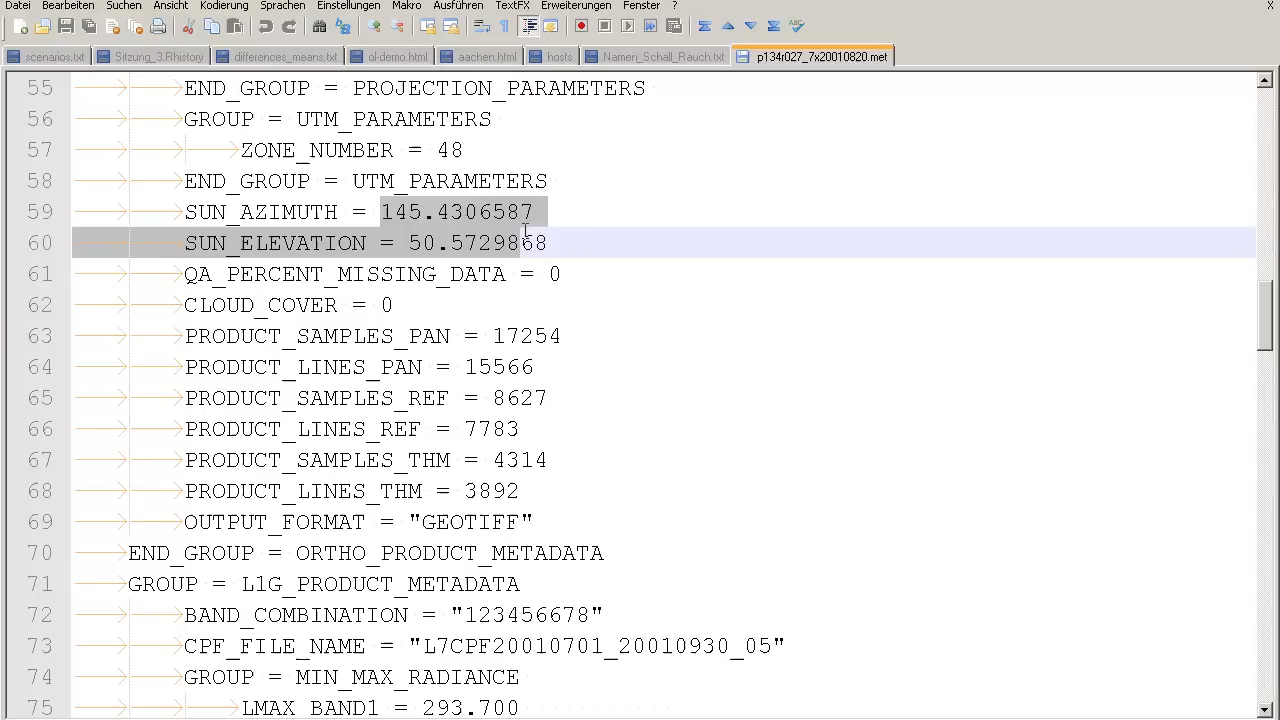 Datei Bearbeiten Suchen Ansicht Kodierung Sprachen Einstellungen Makro Ausführen TextFX Erweiterungen Fenster ? X
scenarios.txt Sitzung_3.Rhistory differences_means.txt ol-demo.html aachen.html hosts Namen_Schall_Rauch.txt p134r027_7x20010820.met
55 END_GROUP = PROJECTION_PARAMETERS
56 GROUP = UTM_PARAMETERS
57 ZONE_NUMBER = 48
58 END_GROUP = UTM_PARAMETERS
59 SUN_AZIMUTH = 145.4306587
60 SUN_ELEVATION = 50.5729868
61 QA_PERCENT_MISSING_DATA = 0
62 CLOUD_COVER = 0
63 PRODUCT_SAMPLES_PAN = 17254
64 PRODUCT_LINES_PAN = 15566
65 PRODUCT_SAMPLES_REF = 8627
66 PRODUCT_LINES_REF = 7783
67 PRODUCT_SAMPLES_THM = 4314
68 PRODUCT_LINES_THM = 3892
69 OUTPUT_FORMAT = "GEOTIFF"
70 END_GROUP = ORTHO_PRODUCT_METADATA
71 GROUP = L1G_PRODUCT_METADATA
72 BAND_COMBINATION = "123456678"
73 CPF_FILE_NAME = "L7CPF20010701_20010930_05"
74 GROUP = MIN_MAX_RADIANCE
75 LMAX_BAND1 = 293.700